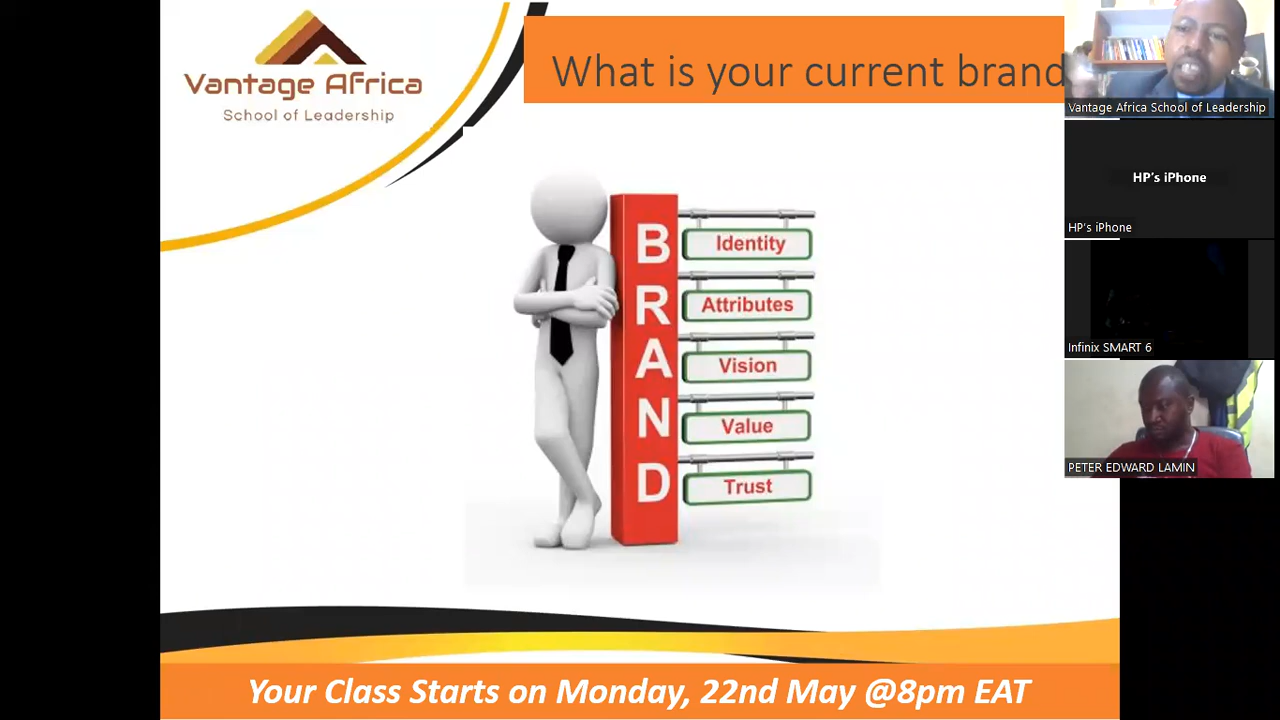 Vantage Africa
School of Leadership
What is your current brand
BRAND
Identity
Attributes
Vision
Value
Trust
Your Class Starts on Monday, 22nd May @8pm EAT
Vantage Africa School of Leadership
HP's iPhone
HP's iPhone
Infinix SMART 6
PETER EDWARD LAMIN